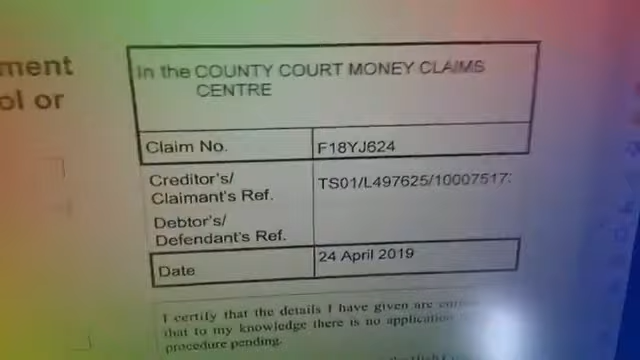 ment
ol or
In the COUNTY COURT MONEY CLAIMS
CENTRE
Claim No.
F18YJ624
Creditor's/
Claimant's Ref.
TS01/L497625/10007517
Debtor's/
Defendant's Ref.
Date
24 April 2019
I certify that the details I have given are
that to my knowledge there is no application
procedure pending.